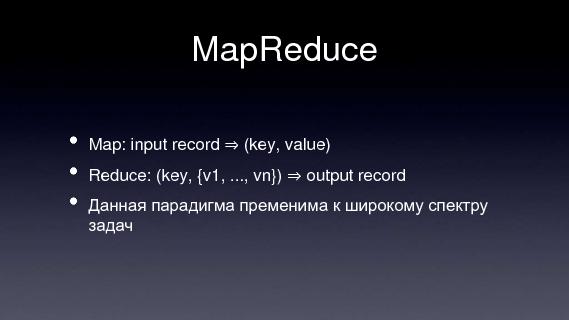 MapReduce
• Map: input record ⇒ (key, value)
• Reduce: (key, {v1, ..., vn}) ⇒ output record
• Данная парадигма пременима к широкому спектру
задач